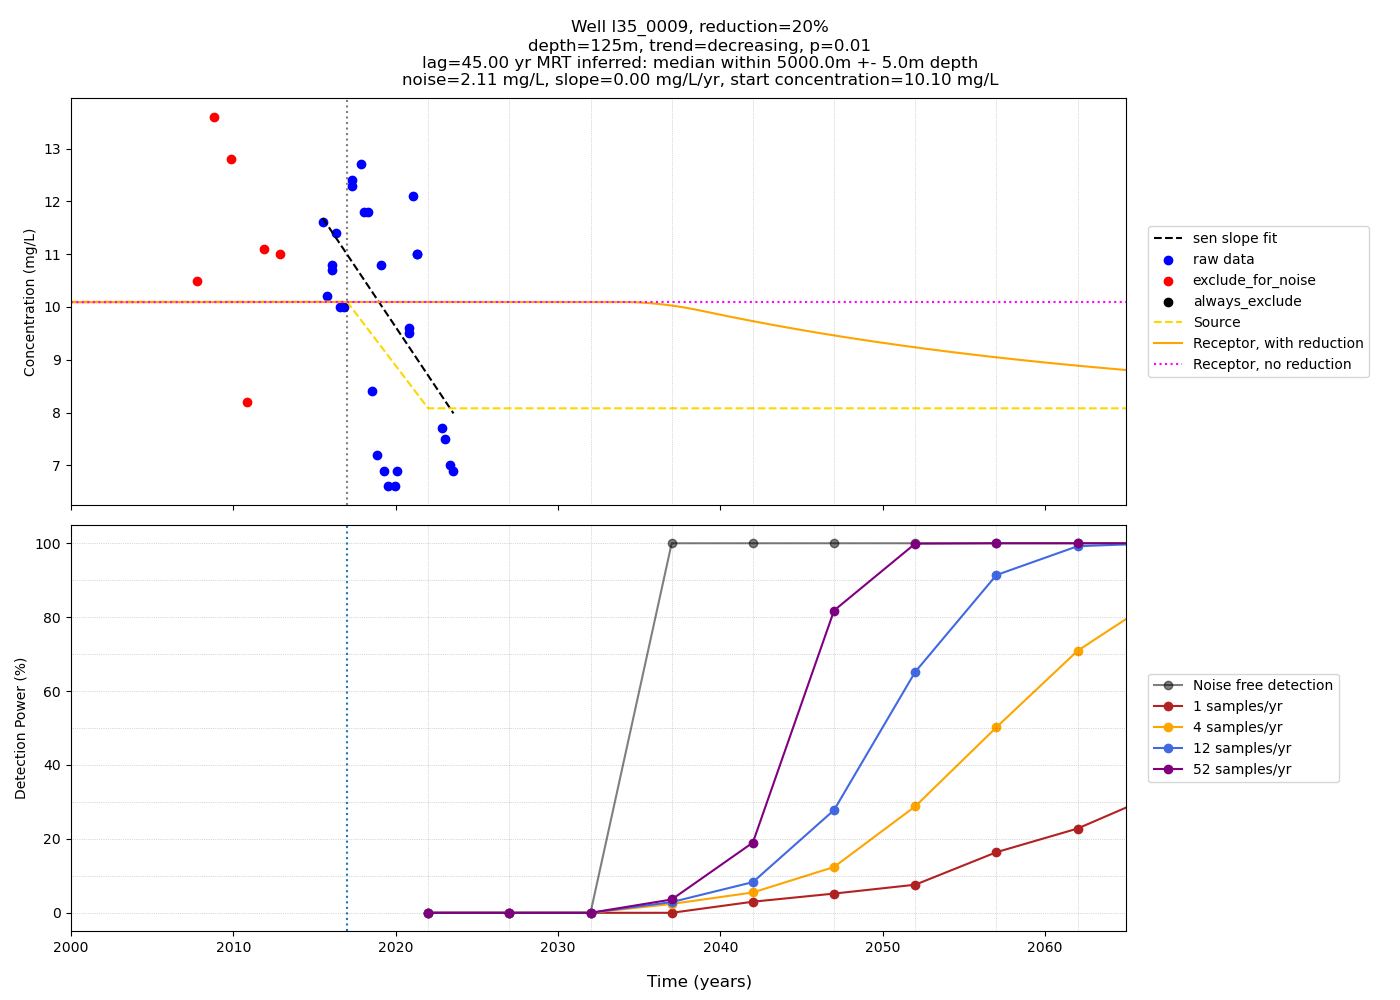 Well l35_0009, reduction=20%
depth=125m, trend=decreasing, p=0.01
lag=45.00 yr MRT inferred: median within 5000.0m +- 5.0m depth
noise=2.11 mg/L, slope=0.00 mg/L/yr, start concentration=10.10 mg/L
Concentration (mg/L)
13
12
11
10
9
8
7
sen slope fit
raw data
exclude_for_noise
always_exclude
Source
Receptor, with reduction
Receptor, no reduction
Detection Power (%)
100
80
60
40
20
0
Noise free detection
1 samples/yr
4 samples/yr
12 samples/yr
52 samples/yr
2000 2010 2020 2030 2040 2050 2060
Time (years)